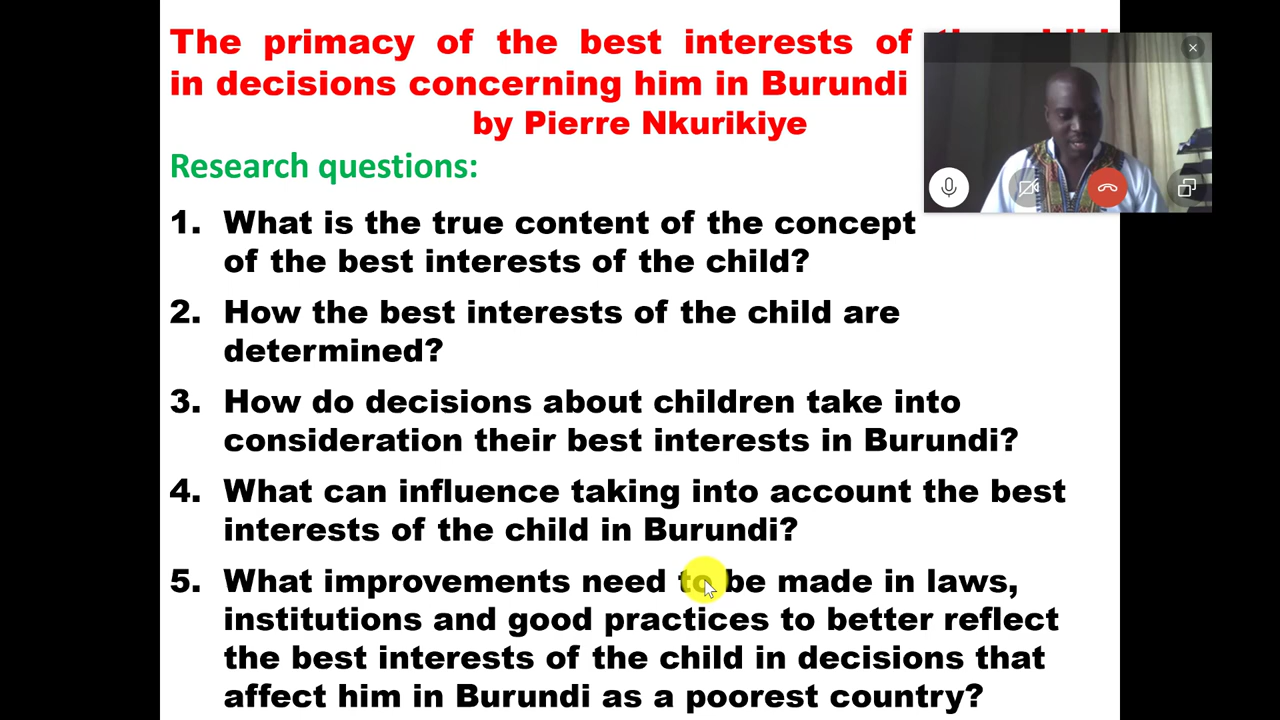 The primacy of the best interests of
in decisions concerning him in Burundi
by Pierre Nkurikiye
Research questions:
1. What is the true content of the concept
of the best interests of the child?
2. How the best interests of the child are
determined?
3. How do decisions about children take into
consideration their best interests in Burundi?
4. What can influence taking into account the best
interests of the child in Burundi?
5. What improvements need to be made in laws,
institutions and good practices to better reflect
the best interests of the child in decisions that
affect him in Burundi as a poorest country?